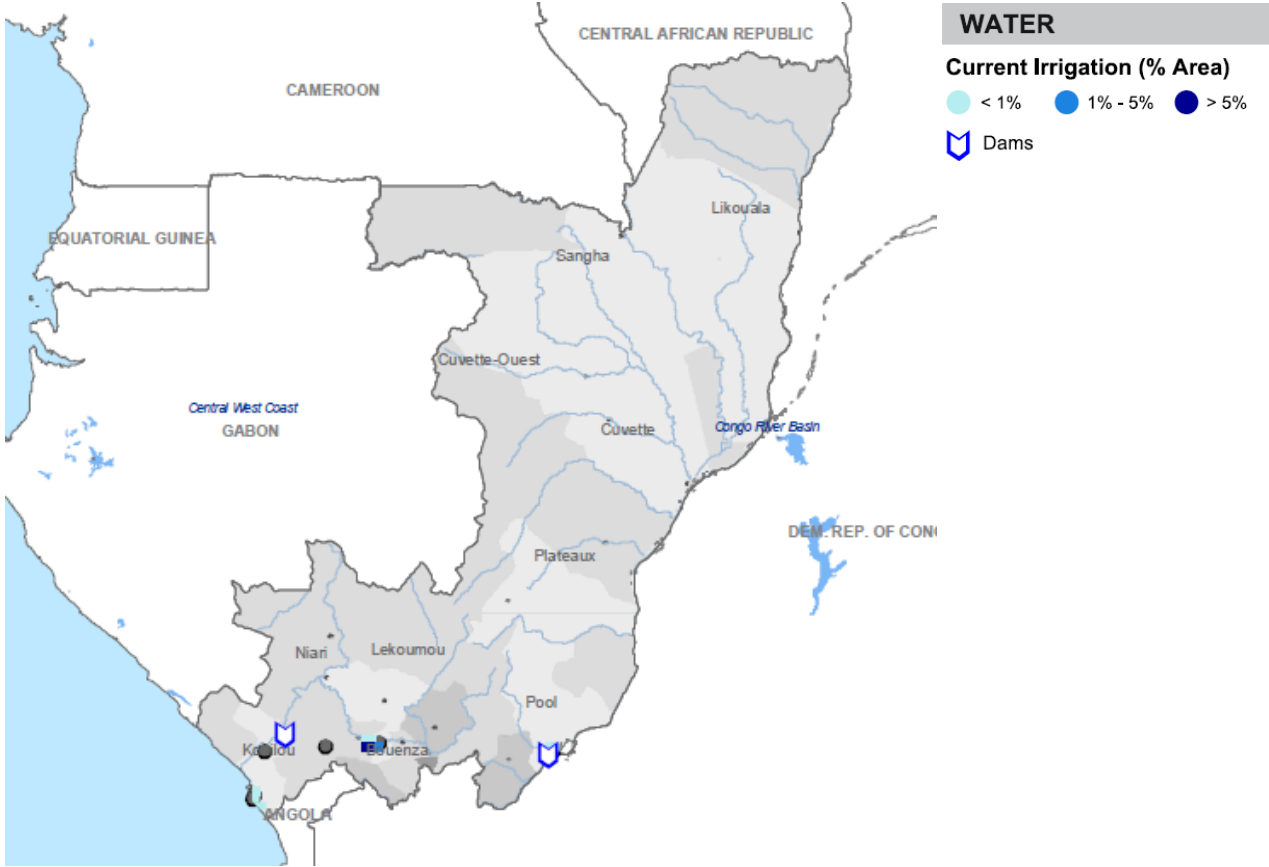 WATER
Current Irrigation (% Area)
< 1%
1% - 5%
> 5%
Dams
CENTRAL AFRICAN REPUBLIC
CAMEROON
Likouala
EQUATORIAL GUINEA
Sangha
Cuvette-Ouest
Central West Coast
GABON
Cuvette
Congo River Basin
DEM. REP. OF CON
Plateaux
Niari
Lekoumou
Pool
Kouilou
Bouenza
ANGOLA